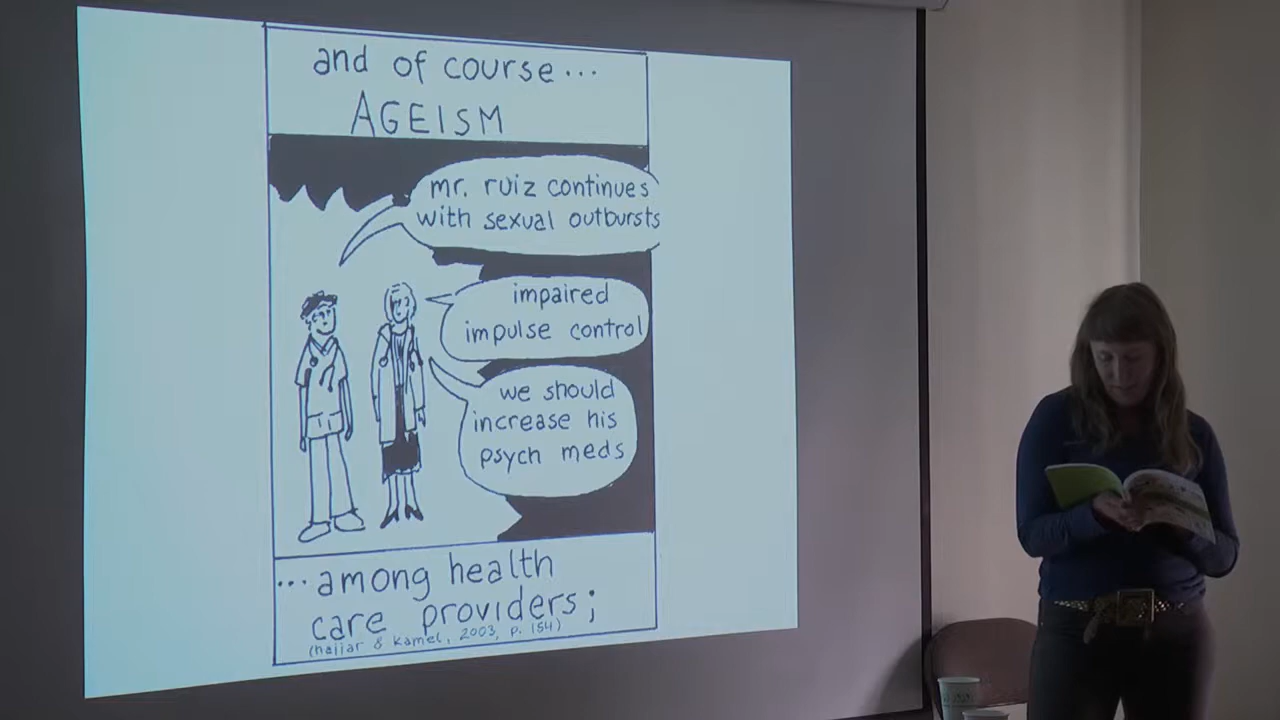 and of course...
AGEISM
mr. ruiz continues
with sexual outbursts
impaired
impulse control
we should
increase his
psych meds
...among health
care providers;
(hajjar & kamel, 2003, p. 154)